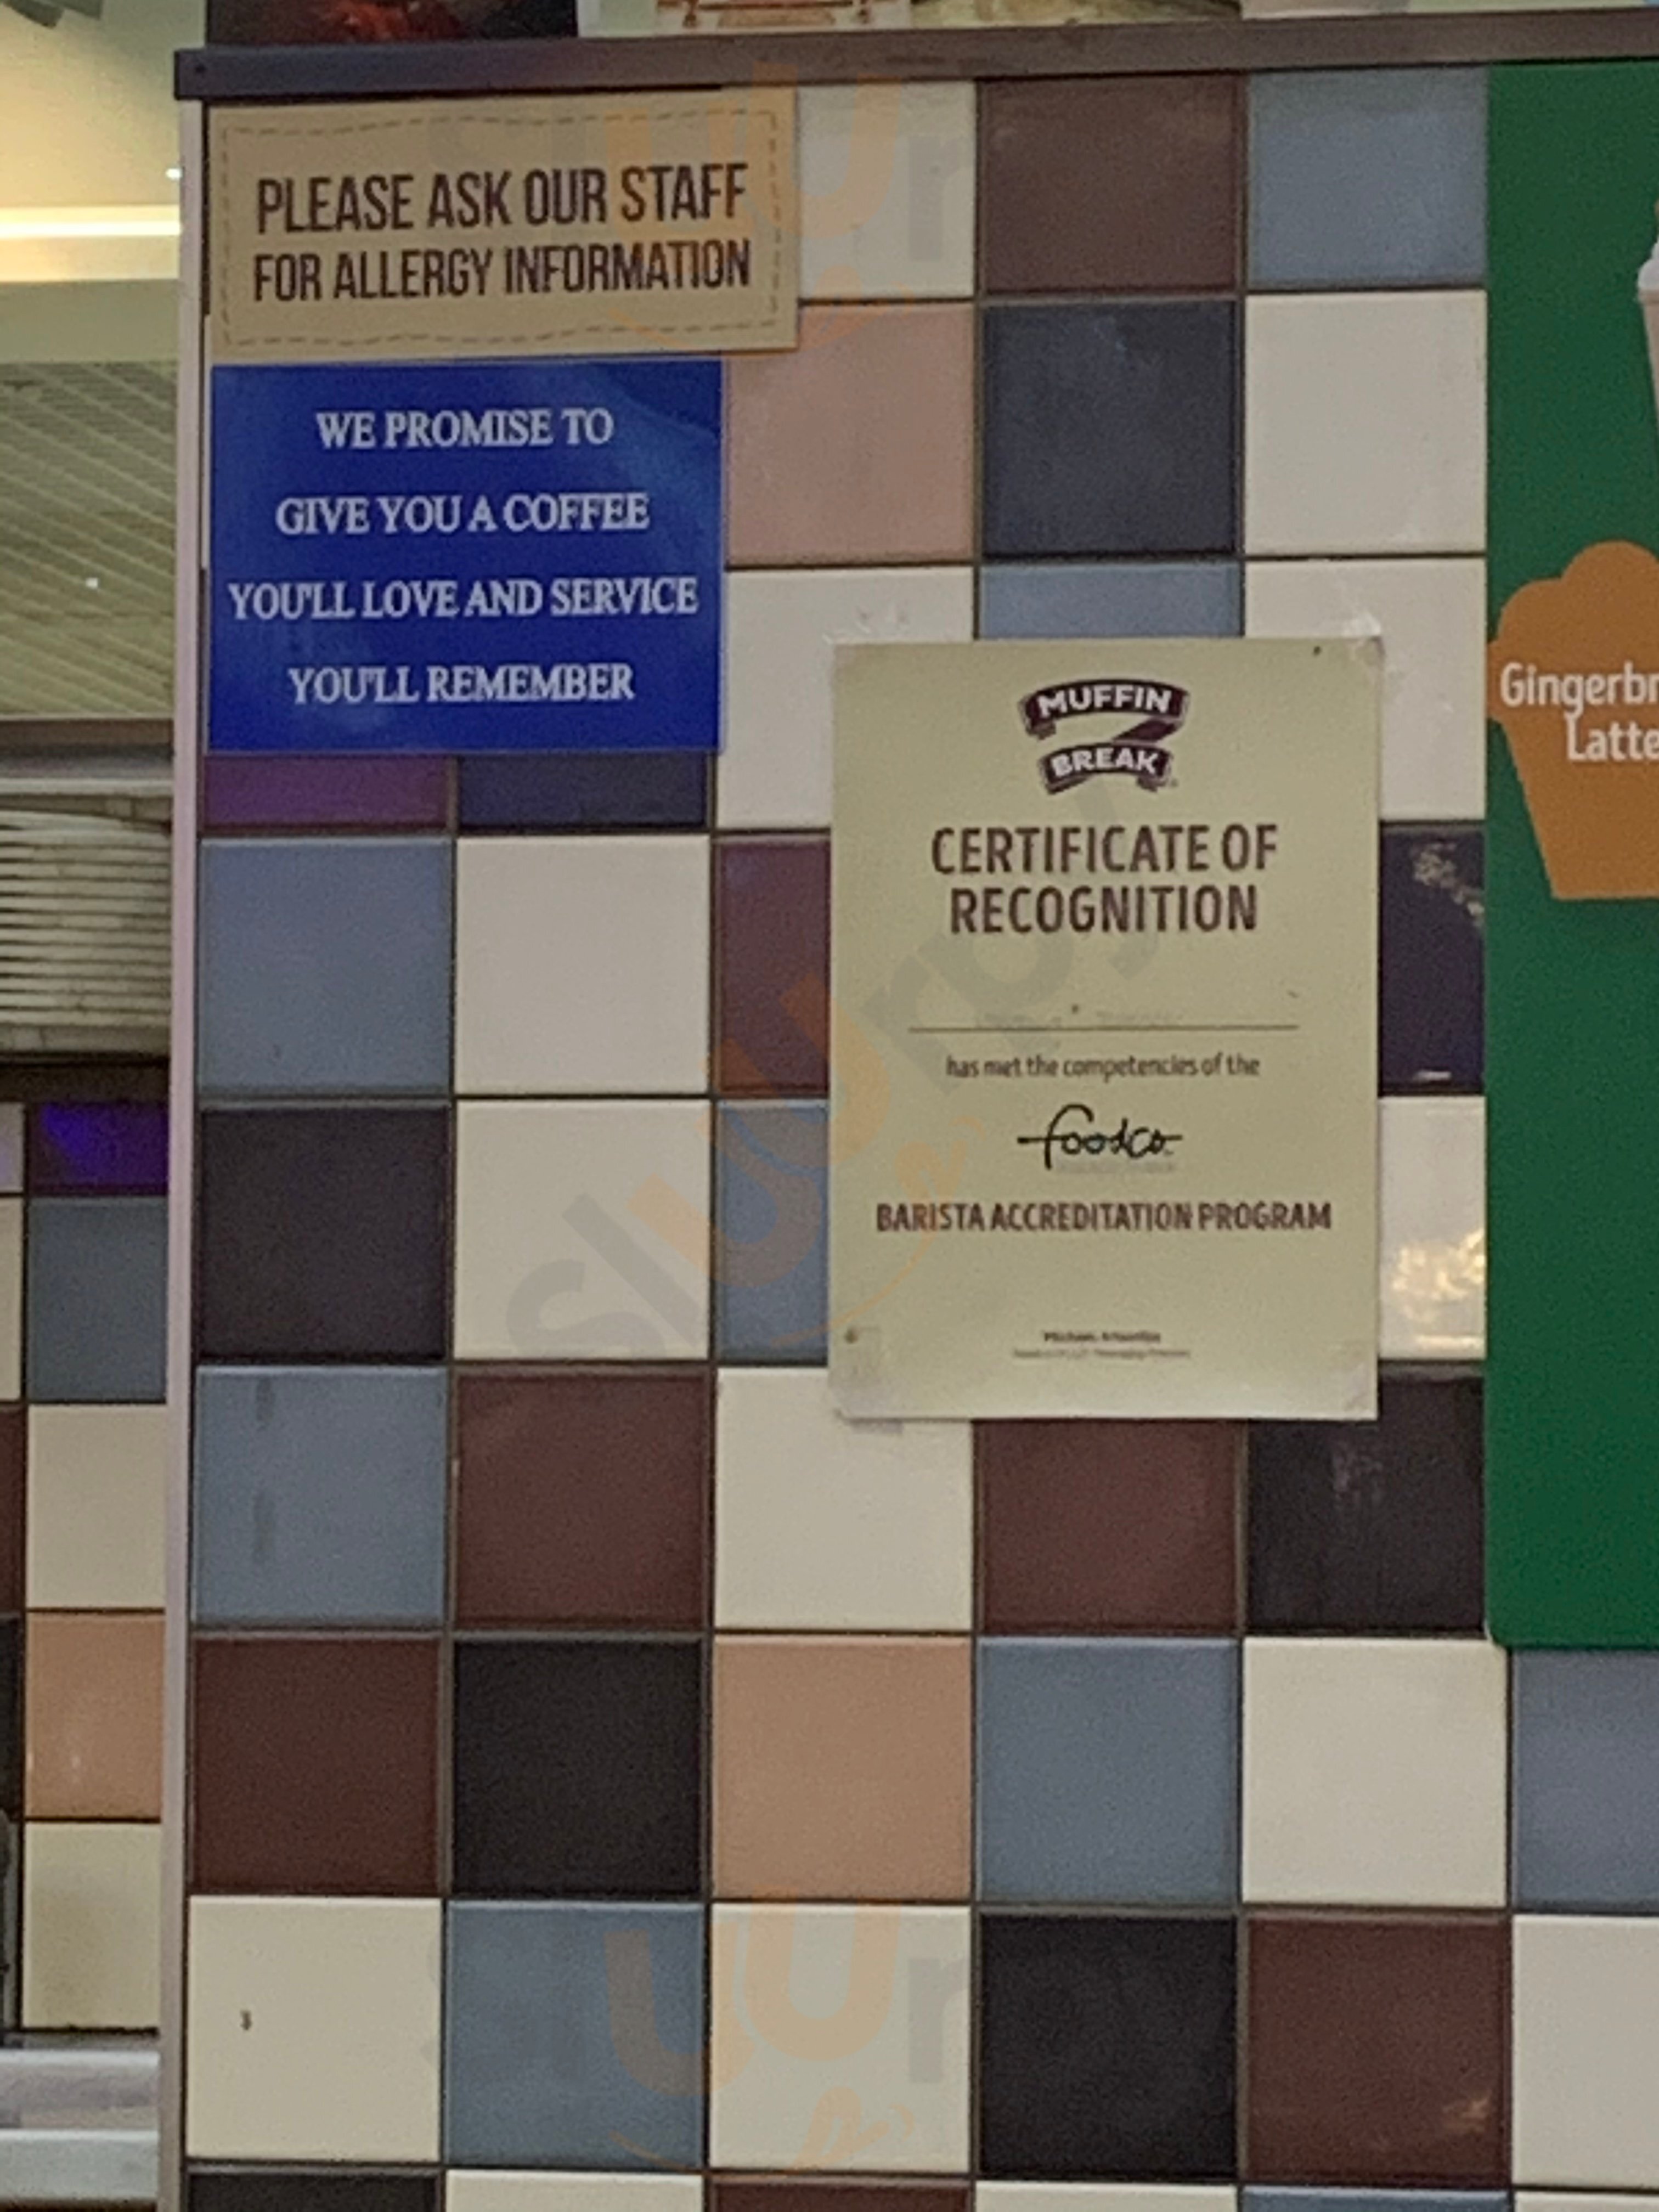 PLEASE ASK OUR STAFF
FOR ALLERGY INFORMATION
WE PROMISE TO
GIVE YOU A COFFEE
YOU'LL LOVE AND SERVICE
YOU'LL REMEMBER
MUFFIN
BREAK
CERTIFICATE OF
RECOGNITION
has met the competencies of the
foodco
BARISTA ACCREDITATION PROGRAM
Latte
slurpy